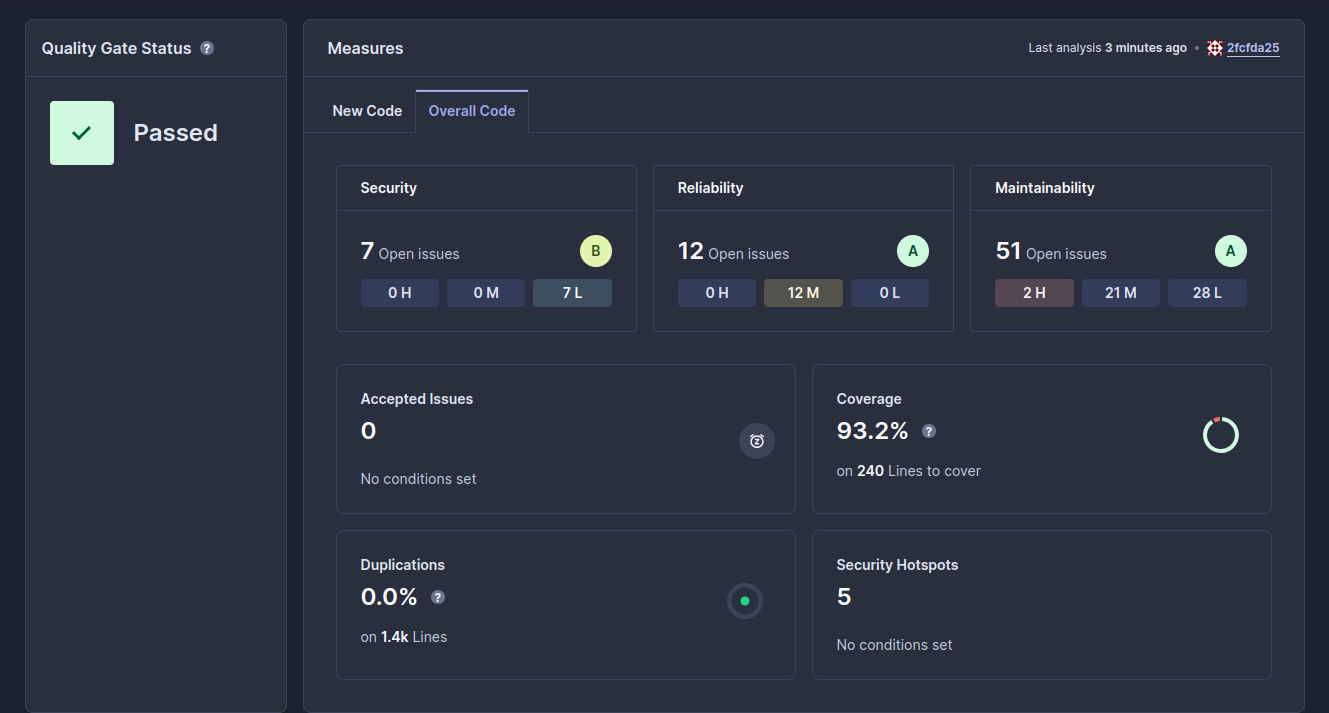 Quality Gate Status ?
Passed
Measures
Last analysis 3 minutes ago • 2fcfda25
New Code
Overall Code
Security
7 Open issues
B
0 H
0 M
7 L
Reliability
12 Open issues
A
0 H
12 M
0 L
Maintainability
51 Open issues
A
2 H
21 M
28 L
Accepted Issues
0
No conditions set
Coverage
93.2% ?
on 240 Lines to cover
Duplications
0.0% ?
on 1.4k Lines
Security Hotspots
5
No conditions set